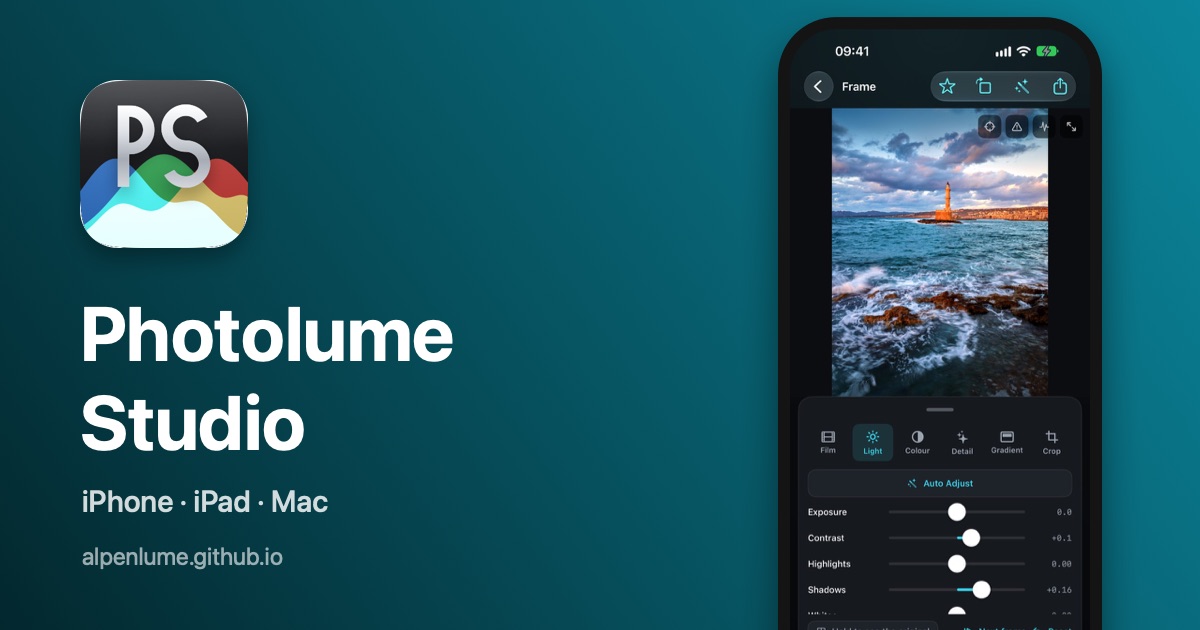 PS
Photolume
Studio
iPhone · iPad · Mac
alpenlume.github.io
09:41
Frame
Film
Light
Colour
Detail
Gradient
Crop
Auto Adjust
Exposure 0.0
Contrast +0.1
Highlights 0.00
Shadows +0.16